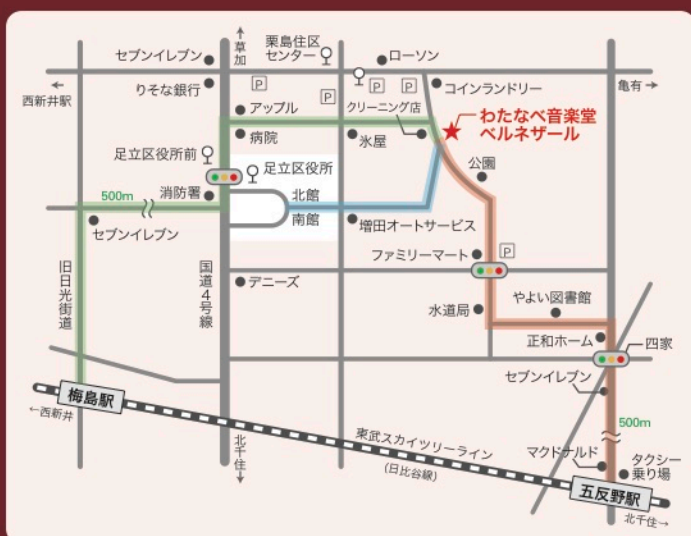 ↑草加
栗島住区
センター
セブンイレブン
ローソン
←
西新井駅
りそな銀行
P
P
P
P
コインランドリー
亀有→
アップル
クリーニング店
★わたなべ音楽堂
ベルネザール
病院
氷屋
足立区役所前
足立区役所
公園
500m
消防署
北館
南館
セブンイレブン
増田オートサービス
ファミリーマート
P
旧日光街道
国道4号線
デニーズ
水道局
やよい図書館
正和ホーム
四家
セブンイレブン
梅島駅
←西新井
500m
北千住↓
東武スカイツリーライン
(日比谷線)
マクドナルド
タクシー
乗り場
五反野駅
北千住→